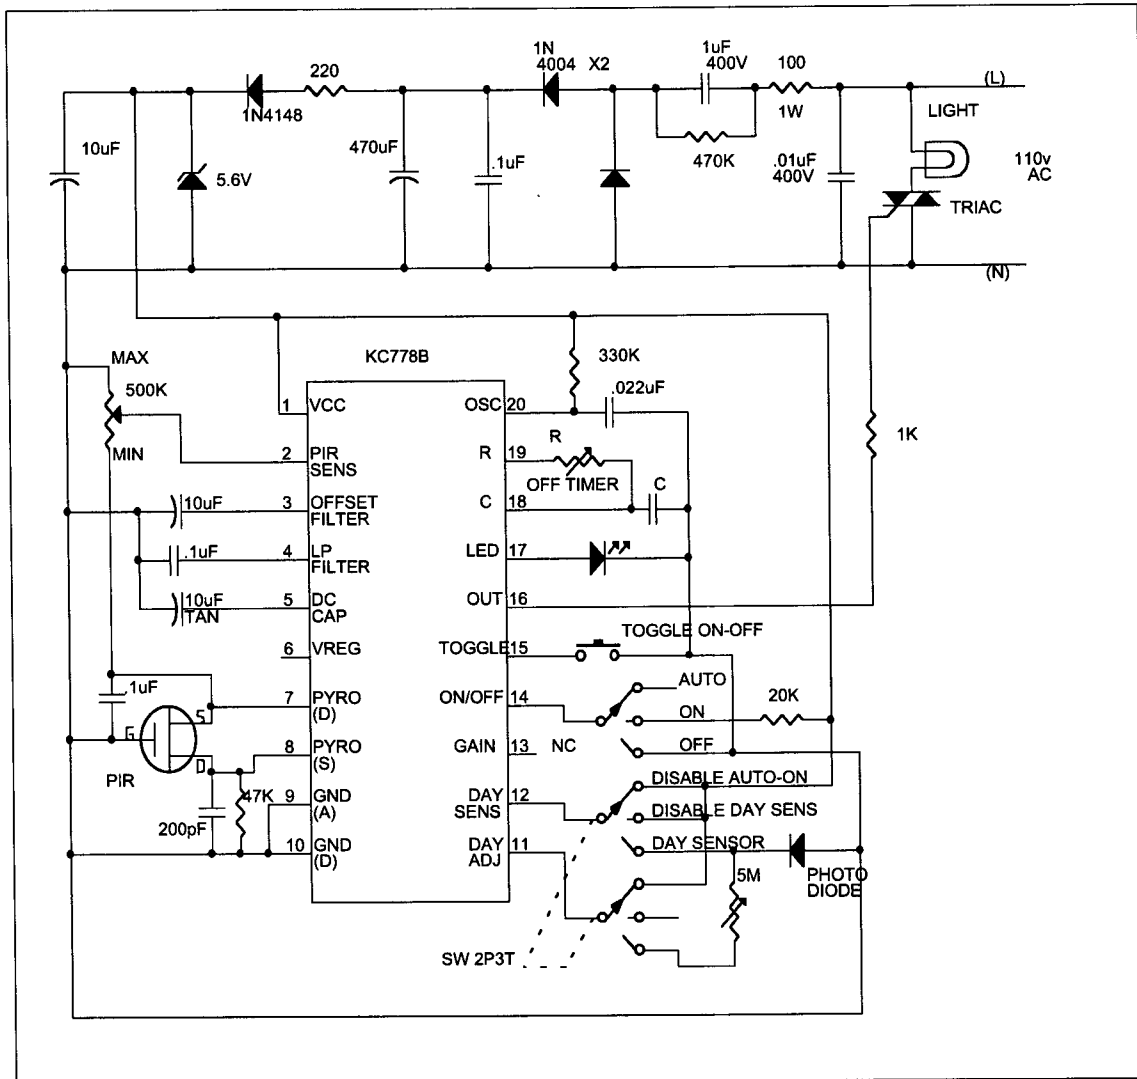 1N
4004 X2
1uF
400V
100
(L)
220
1N4148
1W
LIGHT
10uF
470uF
.1uF
470K
.01uF
400V
110v
AC
5.6V
TRIAC
(N)
KC778B
330K
MAX
500K
MIN
.022uF
1K
1 VCC
OSC 20
2 PIR
SENS
R 19
R
OFF TIMER
10uF
3 OFFSET
FILTER
C 18
C
.1uF
4 LP
FILTER
LED 17
10uF
TAN
5 DC
CAP
OUT 16
6 VREG
TOGGLE 15
TOGGLE ON-OFF
.1uF
7 PYRO
(D)
ON/OFF 14
AUTO
ON
20K
G
S
D
PIR
8 PYRO
(S)
GAIN 13
NC
OFF
47K
200pF
9 GND
(A)
DAY
SENS
12
DISABLE AUTO-ON
DISABLE DAY SENS
10 GND
(D)
DAY
ADJ
11
DAY SENSOR
5M
PHOTO
DIODE
SW 2P3T